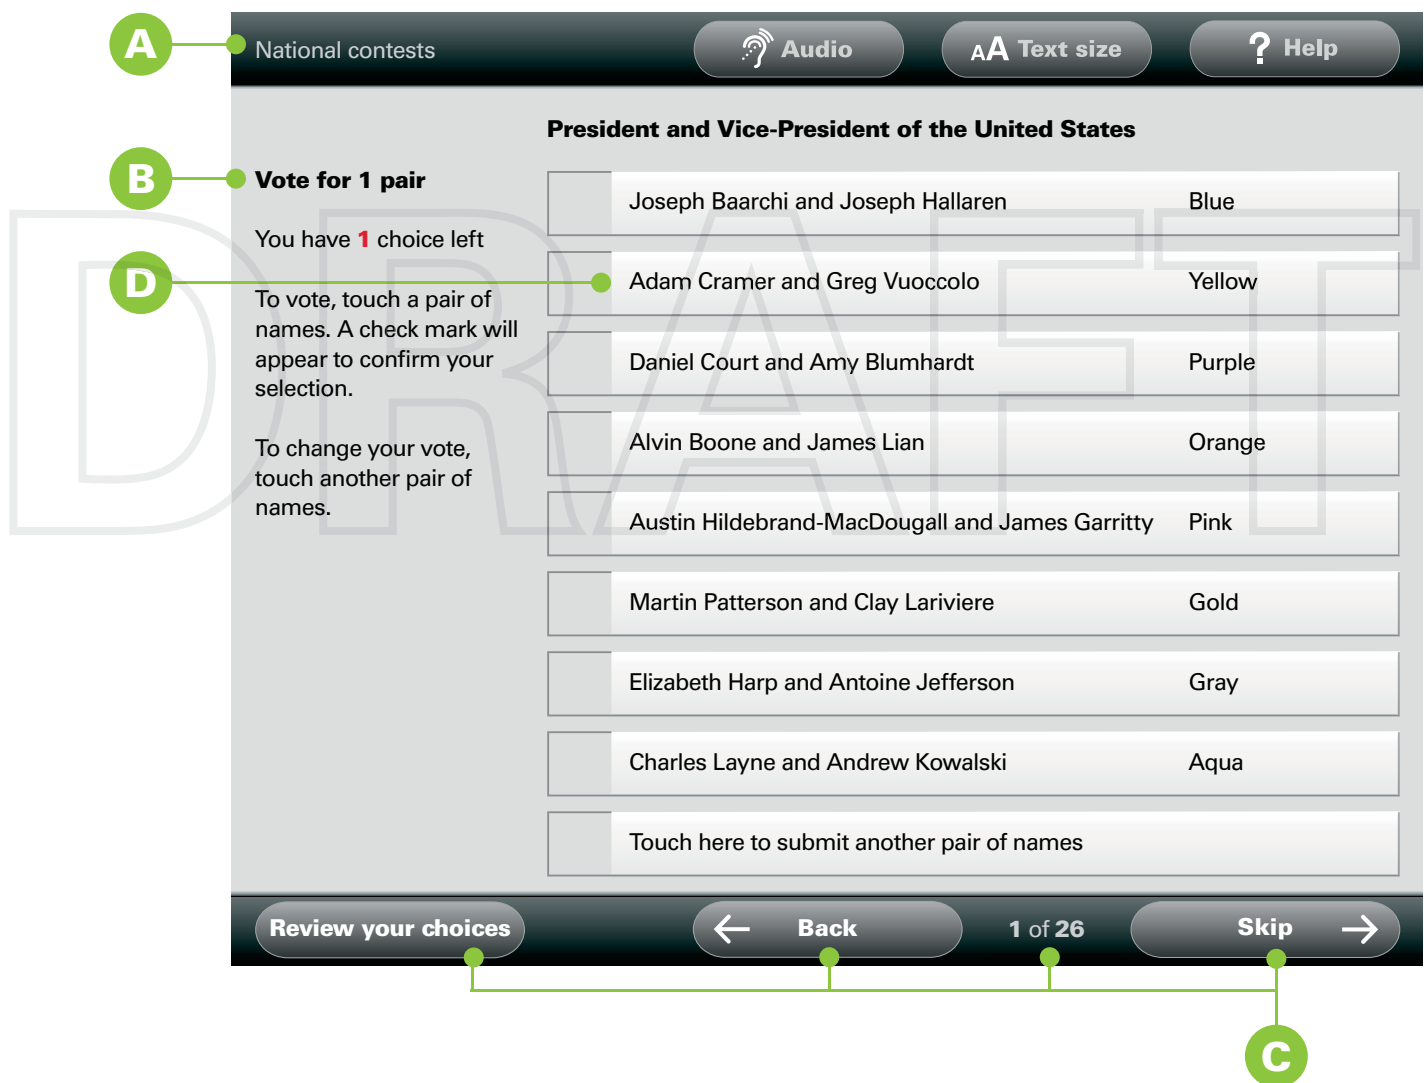 A
National contests
Audio
AA Text size
? Help
President and Vice-President of the United States
B
Vote for 1 pair
You have 1 choice left
D
To vote, touch a pair of
names. A check mark will
appear to confirm your
selection.
To change your vote,
touch another pair of
names.
Joseph Baarchi and Joseph Hallaren Blue
Adam Cramer and Greg Vuoccolo Yellow
Daniel Court and Amy Blumhardt Purple
Alvin Boone and James Lian Orange
Austin Hildebrand-MacDougall and James Garritty Pink
Martin Patterson and Clay Lariviere Gold
Elizabeth Harp and Antoine Jefferson Gray
Charles Layne and Andrew Kowalski Aqua
Touch here to submit another pair of names
DRAFT
Review your choices
← Back
1 of 26
Skip →
C